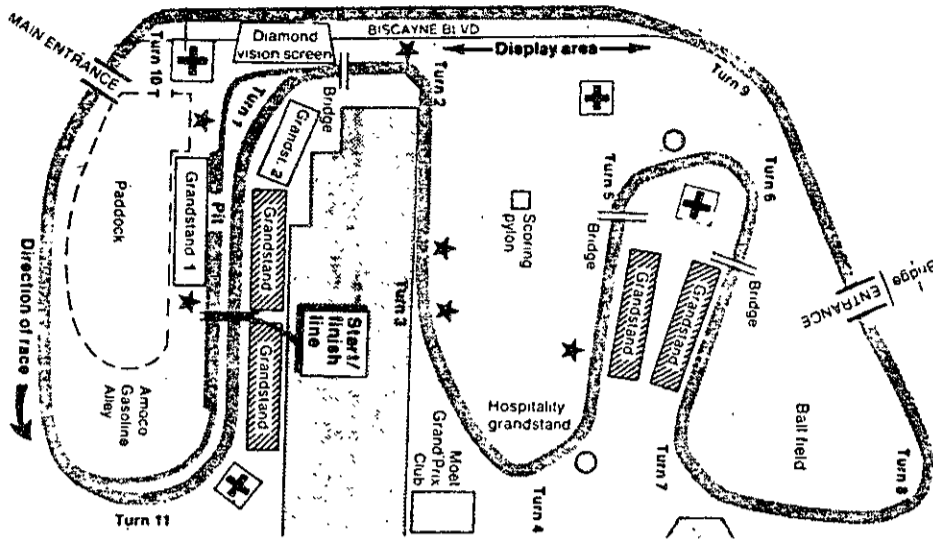 BISCAYNE BLVD
MAIN ENTRANCE
Turn 10
Diamond
vision screen
Display area
Turn 9
Turn 1
Bridge
Turn 2
Grandst. 2
Paddock
Grandstand 1
Pit
Grandstand
Start/
finish
line
Grandstand
Turn 3
Scoring
pylon
Turn 5
Bridge
Grandstand
Grandstand
Turn 6
Bridge
Bridge
ENTRANCE
Direction of race
Amoco
Gasoline
Alley
Turn 11
Moet
Grand Prix
Club
Hospitality
grandstand
Turn 4
Turn 7
Ball field
Turn 8